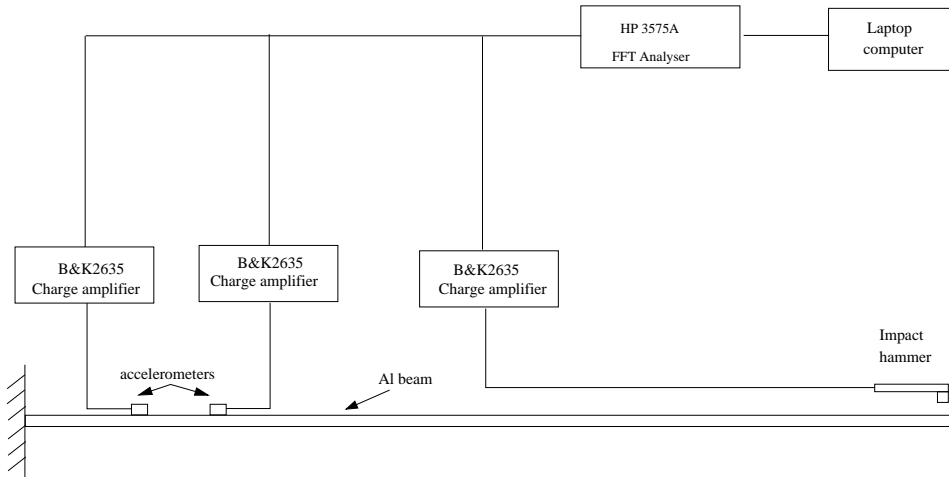 HP 3575A
FFT Analyser
Laptop
computer
B&K2635
Charge amplifier
B&K2635
Charge amplifier
B&K2635
Charge amplifier
Impact
hammer
accelerometers
Al beam